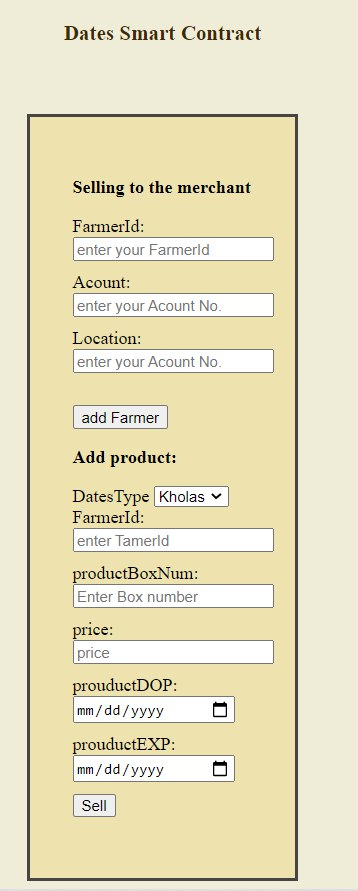 Dates Smart Contract
Selling to the merchant
FarmerId:
enter your FarmerId
Acount:
enter your Acount No.
Location:
enter your Acount No.
add Farmer
Add product:
DatesType Kholas
FarmerId:
enter TamerId
productBoxNum:
Enter Box number
price:
price
prouductDOP:
mm/dd/yyyy
prouductEXP:
mm/dd/yyyy
Sell